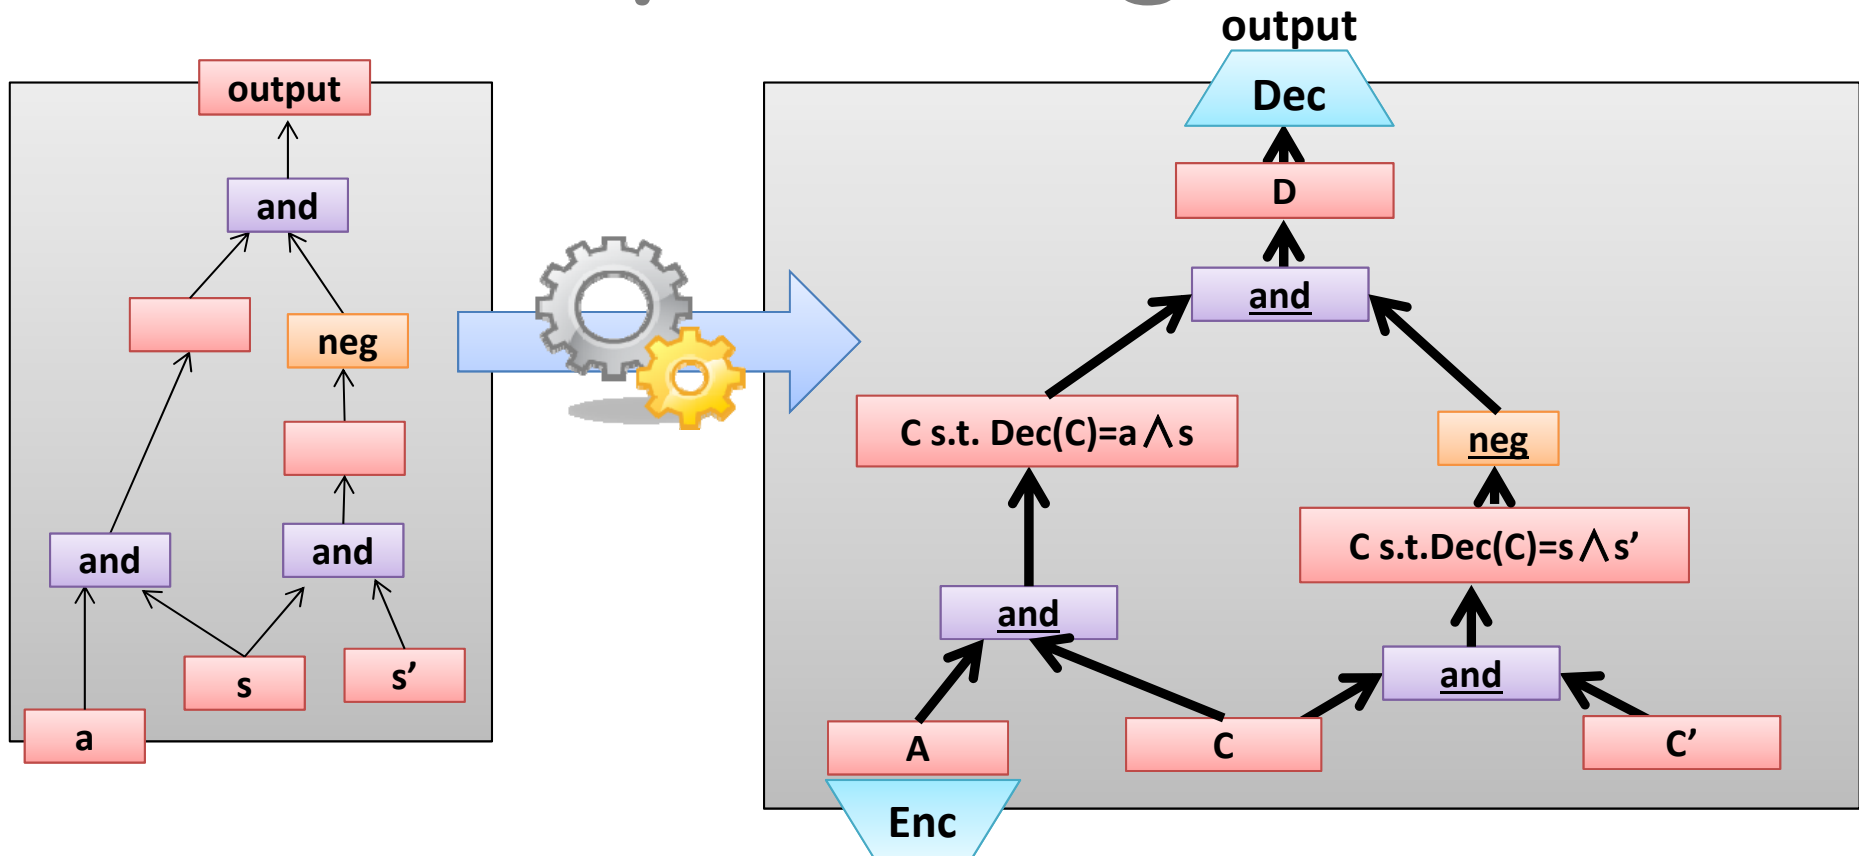 output
and
neg
and
and
s
s’
a
output
Dec
D
and
C s.t. Dec(C)=a ⋀ s
neg
C s.t.Dec(C)=s ⋀ s’
and
and
A
C
C’
Enc